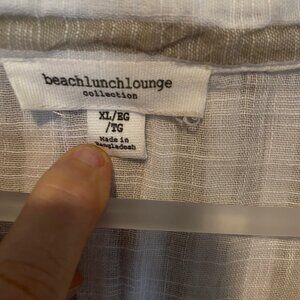 beachlunchlounge
collection
XL/EG
/TG
Made in
Bangladesh